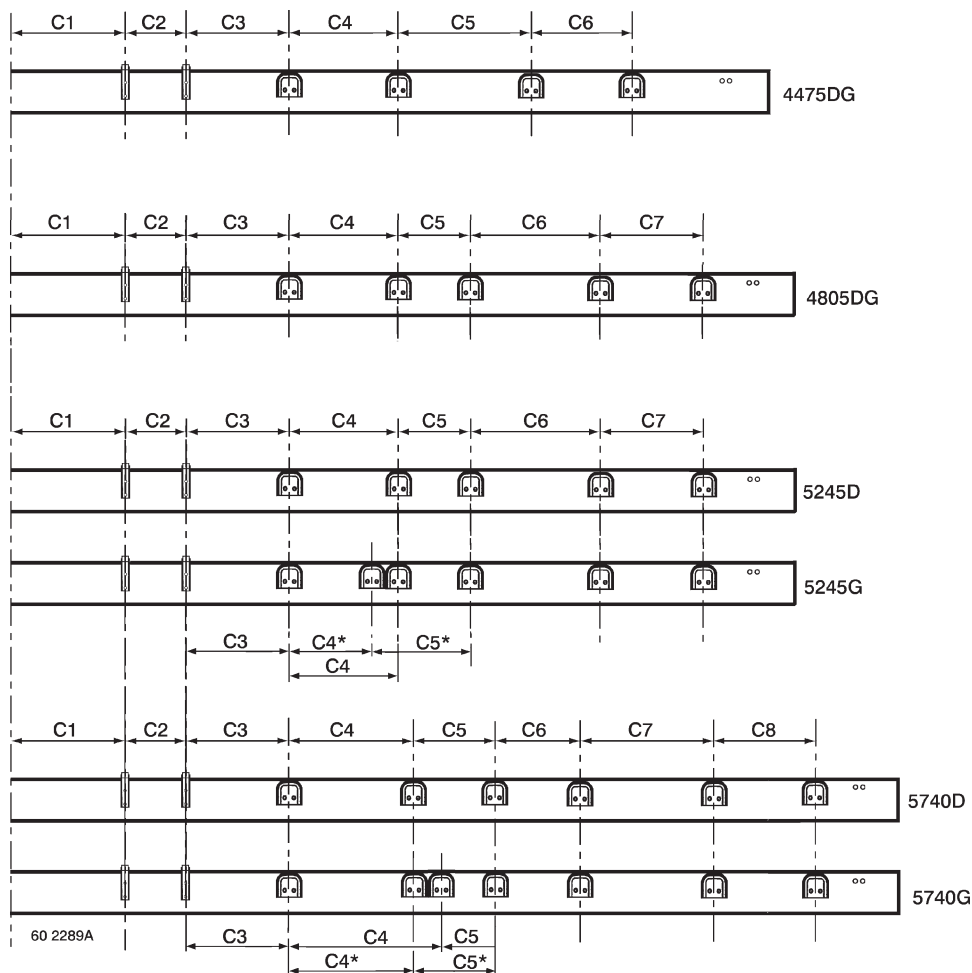 C1 C2 C3 C4 C5 C6
4475DG
C1 C2 C3 C4 C5 C6 C7
4805DG
C1 C2 C3 C4 C5 C6 C7
5245D
5245G
C3 C4* C5*
C4
C1 C2 C3 C4 C5 C6 C7 C8
5740D
5740G
60 2289A
C3 C4 C5
C4* C5*